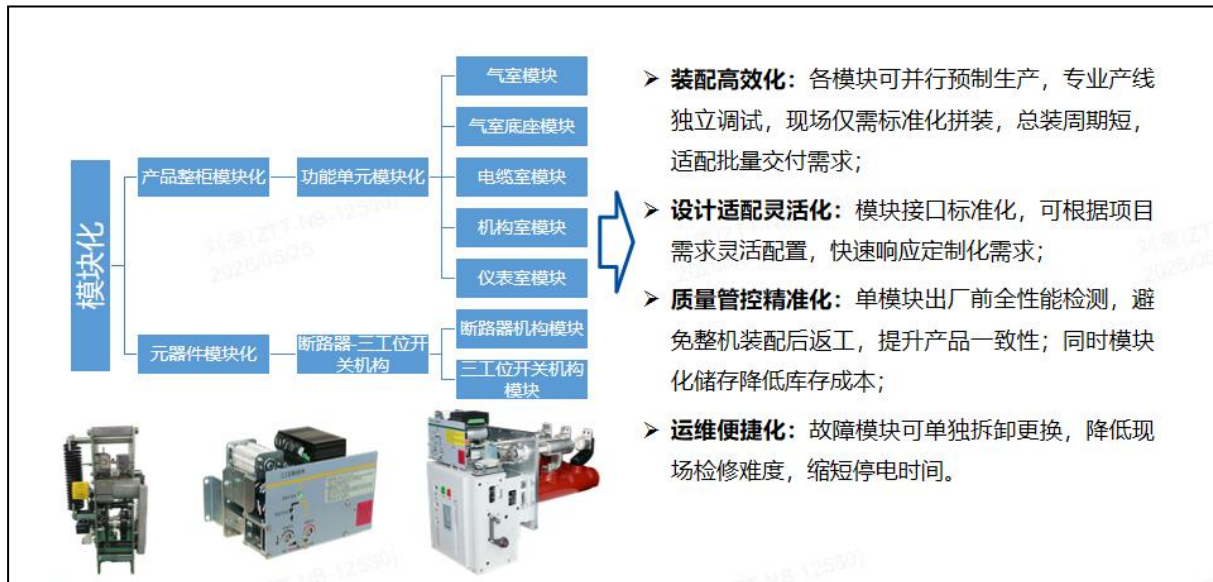 模块化
产品整柜模块化
功能单元模块化
气室模块
气室底座模块
电缆室模块
机构室模块
仪表室模块
元器件模块化
断路器-三工位开
关机构
断路器机构模块
三工位开关机构
模块
➤ 装配高效化：各模块可并行预制生产，专业产线
独立调试，现场仅需标准化拼装，总装周期短，
适配批量交付需求；
➤ 设计适配灵活化：模块接口标准化，可根据项目
需求灵活配置，快速响应定制化需求；
➤ 质量管控精准化：单模块出厂前全性能检测，避
免整机装配后返工，提升产品一致性；同时模块
化储存降低库存成本；
➤ 运维便捷化：故障模块可单独拆卸更换，降低现
场检修难度，缩短停电时间。